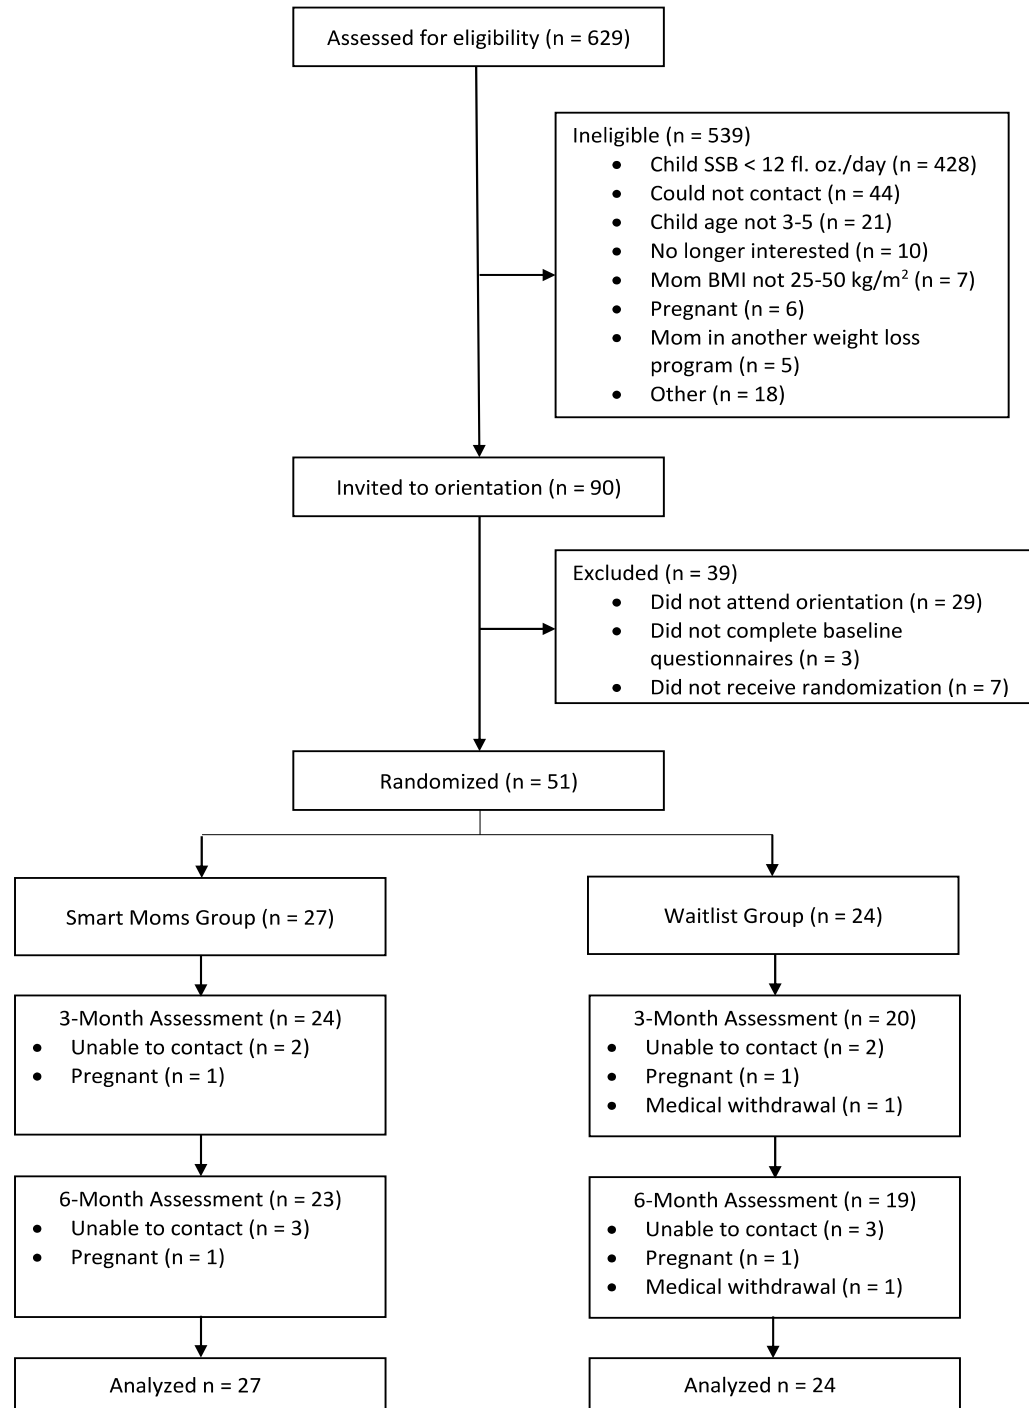 Assessed for eligibility (n = 629)
Ineligible (n = 539)
• Child SSB < 12 fl. oz./day (n = 428)
• Could not contact (n = 44)
• Child age not 3-5 (n = 21)
• No longer interested (n = 10)
• Mom BMI not 25-50 kg/m² (n = 7)
• Pregnant (n = 6)
• Mom in another weight loss
program (n = 5)
• Other (n = 18)
Invited to orientation (n = 90)
Excluded (n = 39)
• Did not attend orientation (n = 29)
• Did not complete baseline
questionnaires (n = 3)
• Did not receive randomization (n = 7)
Randomized (n = 51)
Smart Moms Group (n = 27)
Waitlist Group (n = 24)
3-Month Assessment (n = 24)
• Unable to contact (n = 2)
• Pregnant (n = 1)
3-Month Assessment (n = 20)
• Unable to contact (n = 2)
• Pregnant (n = 1)
• Medical withdrawal (n = 1)
6-Month Assessment (n = 23)
• Unable to contact (n = 3)
• Pregnant (n = 1)
6-Month Assessment (n = 19)
• Unable to contact (n = 3)
• Pregnant (n = 1)
• Medical withdrawal (n = 1)
Analyzed n = 27
Analyzed n = 24